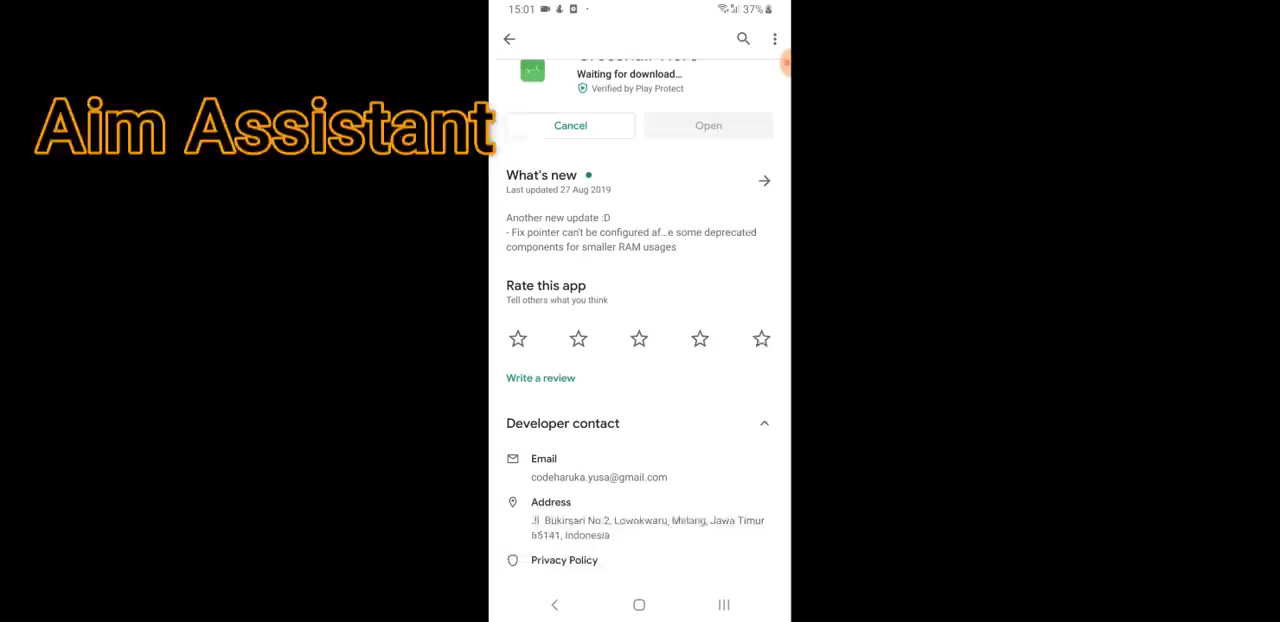 15:01
37%
Waiting for download...
Verified by Play Protect
Aim Assistant
Cancel
Open
What's new
Last updated 27 Aug 2019
Another new update :D
- Fix pointer can't be configured af...e some deprecated
components for smaller RAM usages
Rate this app
Tell others what you think
Write a review
Developer contact
Email
codeharuka.yusa@gmail.com
Address
Jl. Bukirsari No.2, Lowokwaru, Malang, Jawa Timur
65141, Indonesia
Privacy Policy